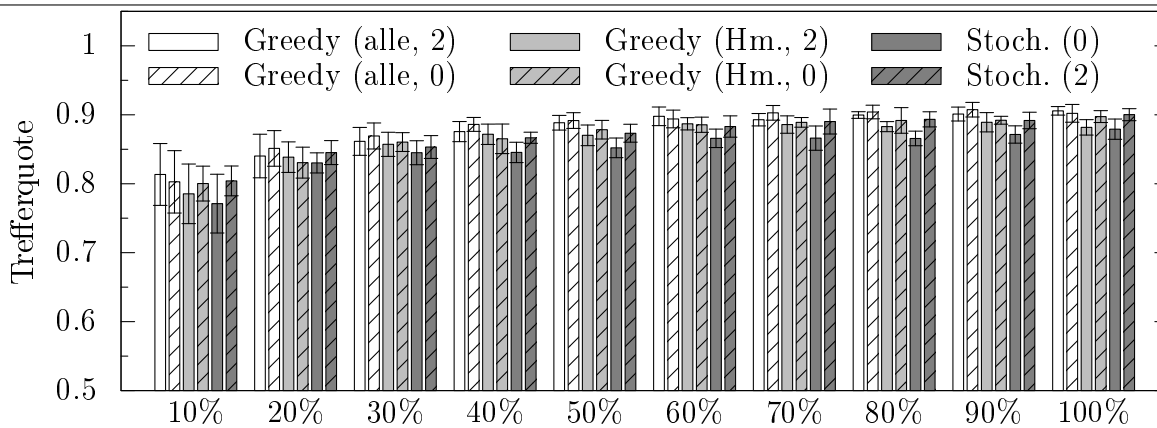 Trefferquote
1
0.9
0.8
0.7
0.6
0.5
Greedy (alle, 2) Greedy (Hm., 2) Stoch. (0)
Greedy (alle, 0) Greedy (Hm., 0) Stoch. (2)
10% 20% 30% 40% 50% 60% 70% 80% 90% 100%